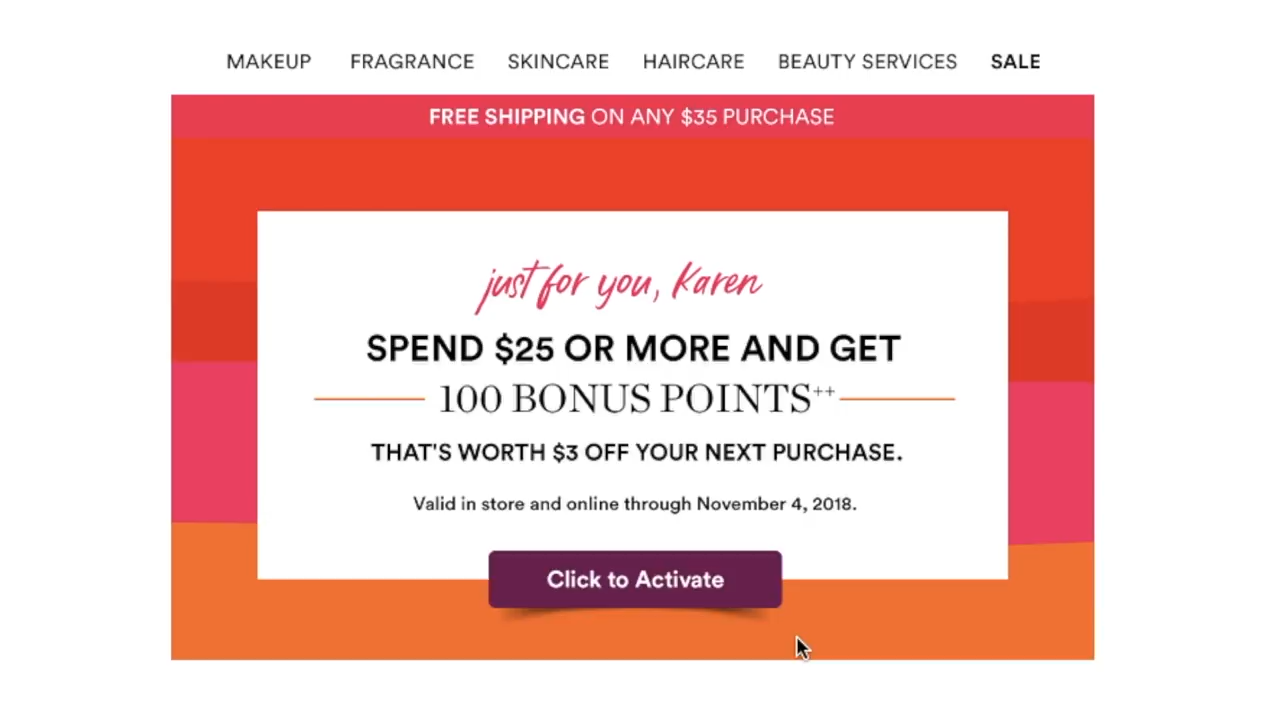 MAKEUP FRAGRANCE SKINCARE HAIRCARE BEAUTY SERVICES SALE
FREE SHIPPING ON ANY $35 PURCHASE
just for you, Karen
SPEND $25 OR MORE AND GET
100 BONUS POINTS++
THAT'S WORTH $3 OFF YOUR NEXT PURCHASE.
Valid in store and online through November 4, 2018.
Click to Activate